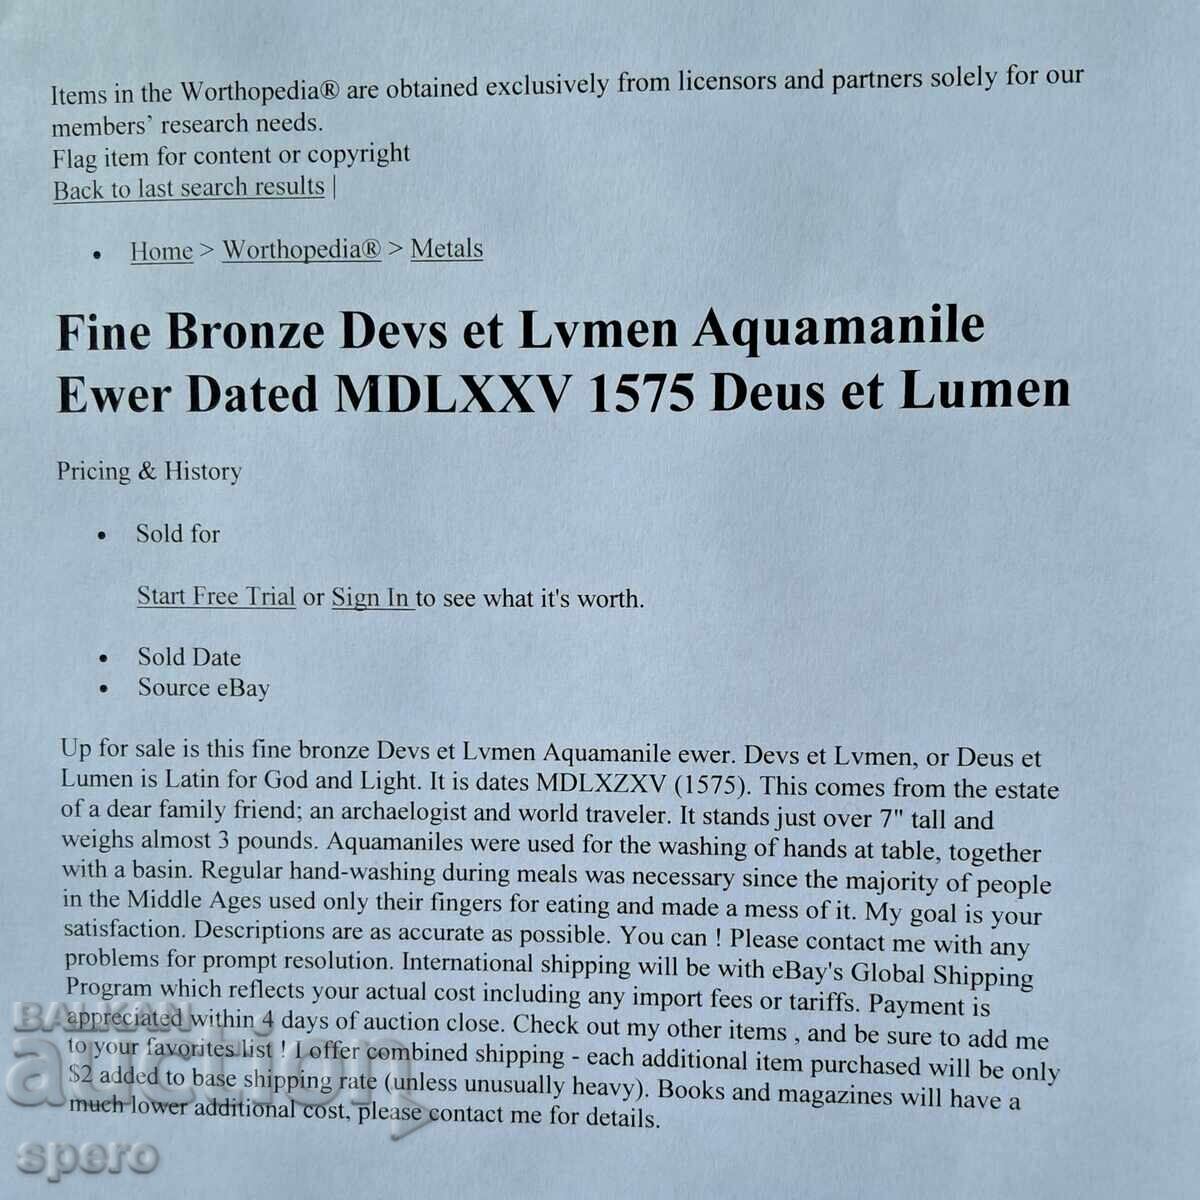 Items in the Worthopedia® are obtained exclusively from licensors and partners solely for our
members' research needs.
Flag item for content or copyright
Back to last search results |
• Home > Worthopedia® > Metals
Fine Bronze Devs et Lvmen Aquamanile
Ewer Dated MDLXXV 1575 Deus et Lumen
Pricing & History
• Sold for
Start Free Trial or Sign In to see what it's worth.
• Sold Date
• Source eBay
Up for sale is this fine bronze Devs et Lvmen Aquamanile ewer. Devs et Lvmen, or Deus et
Lumen is Latin for God and Light. It is dates MDLXZXV (1575). This comes from the estate
of a dear family friend; an archaelogist and world traveler. It stands just over 7" tall and
weighs almost 3 pounds. Aquamaniles were used for the washing of hands at table, together
with a basin. Regular hand-washing during meals was necessary since the majority of people
in the Middle Ages used only their fingers for eating and made a mess of it. My goal is your
satisfaction. Descriptions are as accurate as possible. You can ! Please contact me with any
problems for prompt resolution. International shipping will be with eBay's Global Shipping
Program which reflects your actual cost including any import fees or tariffs. Payment is
appreciated within 4 days of auction close. Check out my other items , and be sure to add me
to your favorites list ! I offer combined shipping - each additional item purchased will be only
$2 added to base shipping rate (unless unusually heavy). Books and magazines will have a
much lower additional cost, please contact me for details.
BALKAN
auction
spero